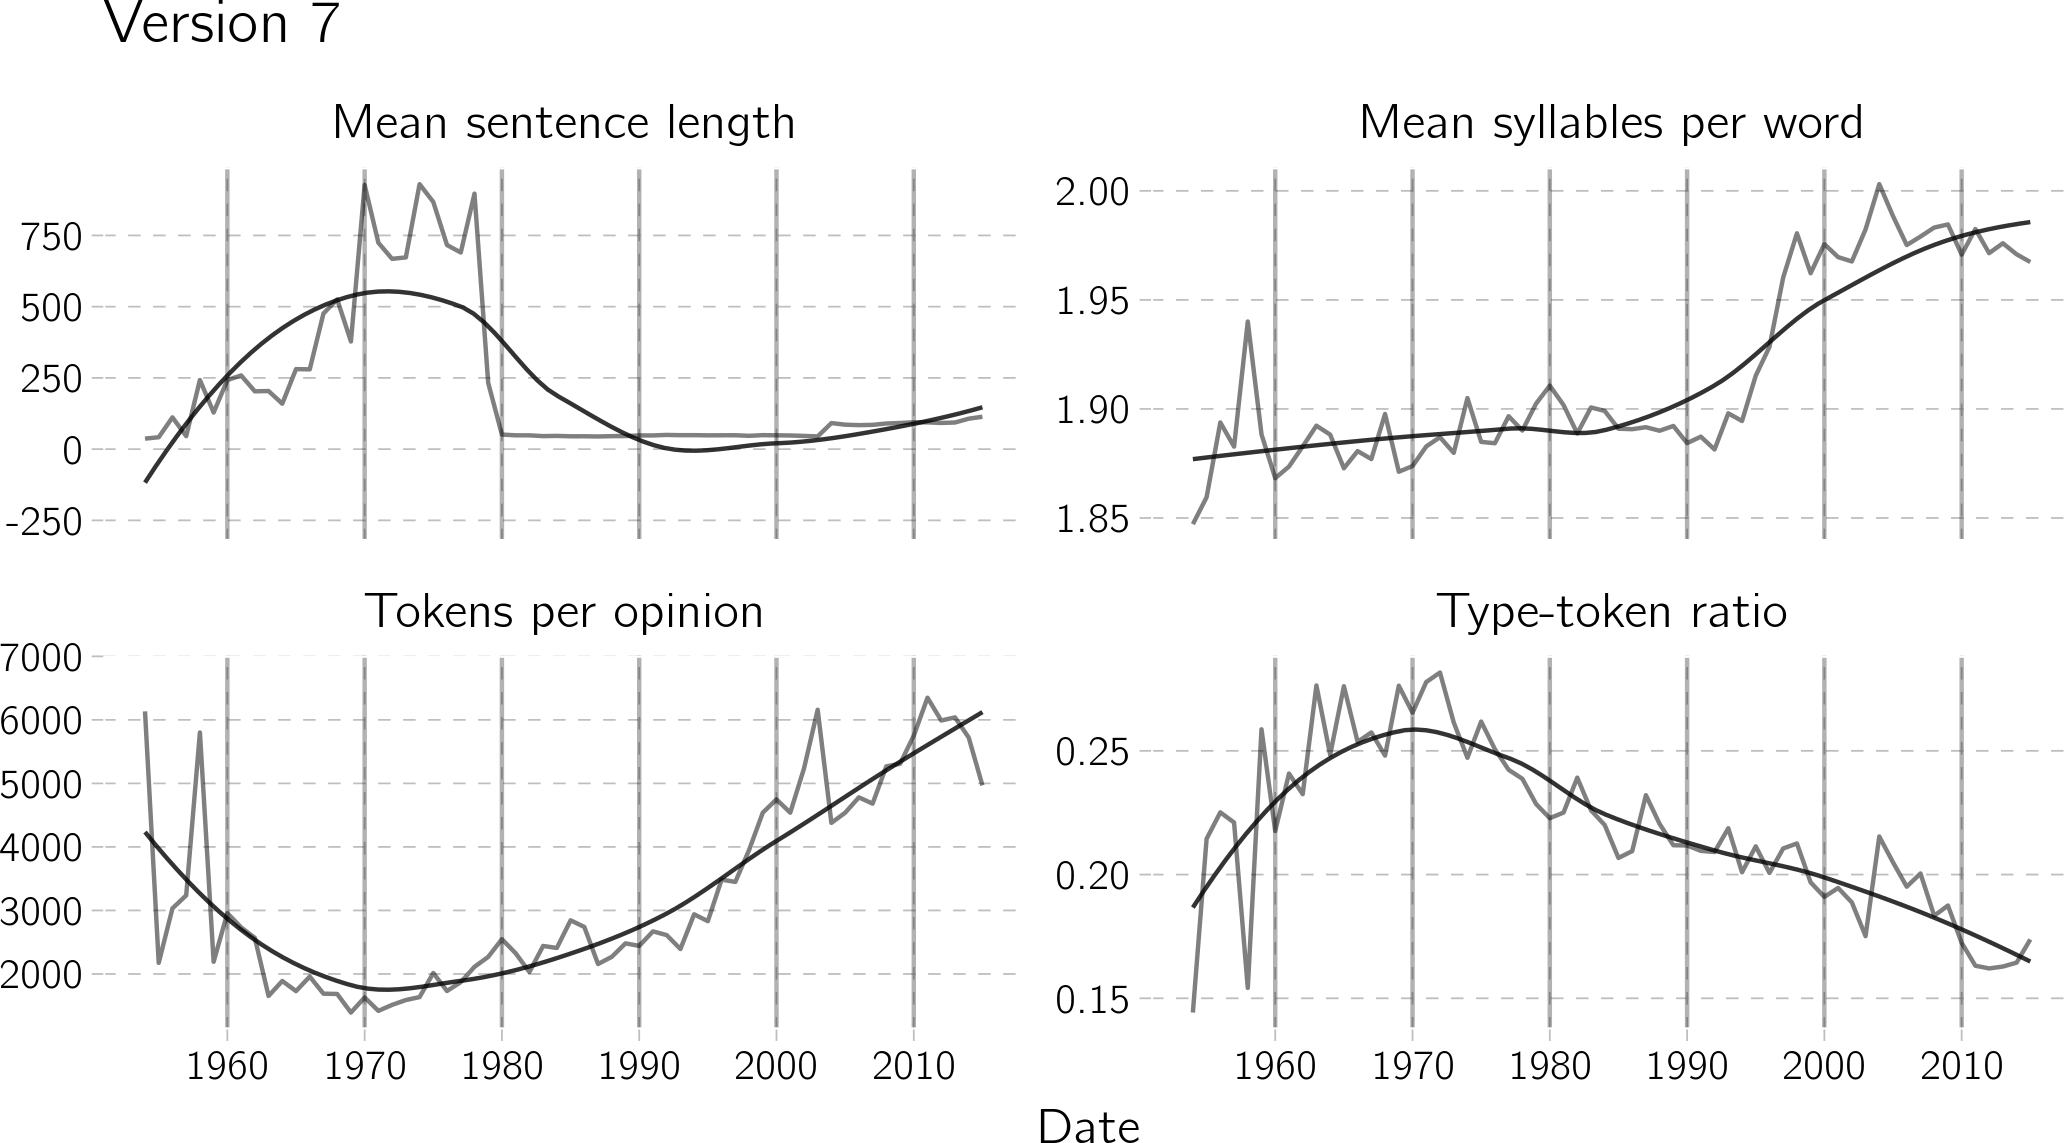 Version 7
Mean sentence length
750
500
250
0
-250
Mean syllables per word
2.00
1.95
1.90
1.85
Tokens per opinion
7000
6000
5000
4000
3000
2000
1960 1970 1980 1990 2000 2010
Type-token ratio
0.25
0.20
0.15
1960 1970 1980 1990 2000 2010
Date